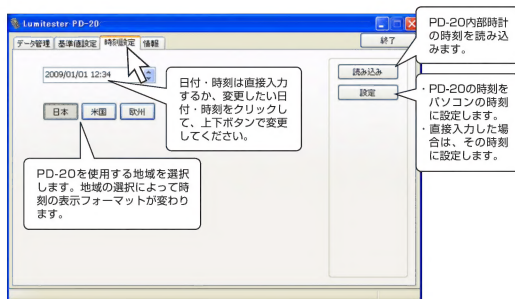 Lumitester PD-20
データ管理 基準値設定 時刻設定 情報
終了
2009/01/01 12:34
日本 米国 欧州
読み込み
設定
PD-20内部時計
の時刻を読み込
みます。
・PD-20の時刻を
パソコンの時刻
に設定します。
・直接入力した場
合は、その時刻
に設定します。
日付・時刻は直接入力
するか、変更したい日
付・時刻をクリックし
て、上下ボタンで変更
してください。
PD-20を使用する地域を選択
します。地域の選択によって時
刻の表示フォーマットが変わり
ます。